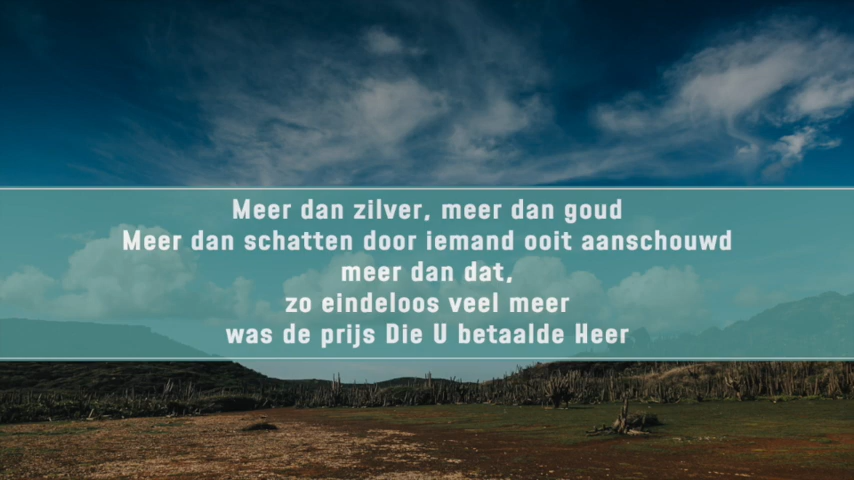 Meer dan zilver, meer dan goud
Meer dan schatten door iemand ooit aanschouwd
meer dan dat,
zo eindeloos veel meer
was de prijs Die U betaalde Heer